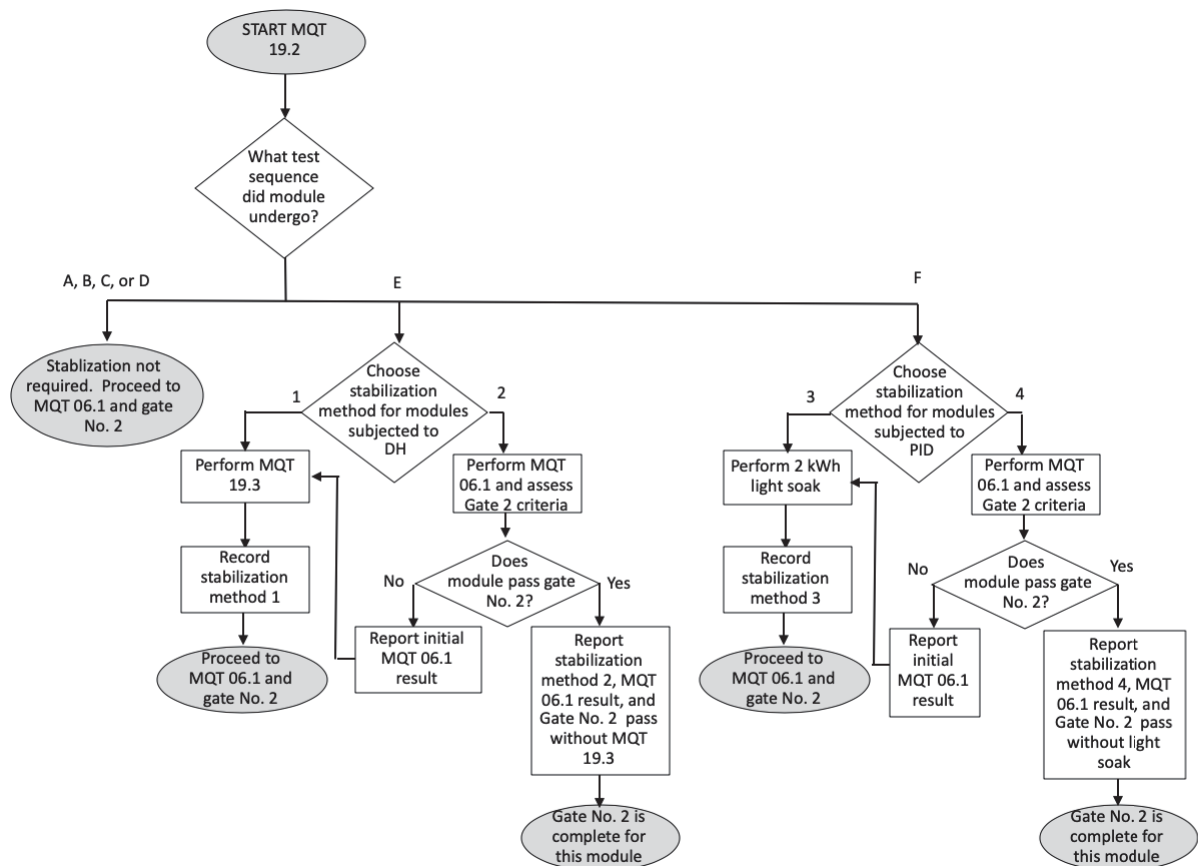 START MQT
19.2
What test
sequence
did module
undergo?
A, B, C, or D
E
F
Stablization not
required. Proceed to
MQT 06.1 and gate
No. 2
1
Choose
stabilization
method for modules
subjected to
DH
2
3
Choose
stabilization
method for modules
subjected to
PID
4
Perform MQT
19.3
Perform MQT
06.1 and assess
Gate 2 criteria
Perform 2 kWh
light soak
Perform MQT
06.1 and assess
Gate 2 criteria
Record
stabilization
method 1
No
Does
module pass gate
No. 2?
Yes
Record
stabilization
method 3
No
Does
module pass gate
No. 2?
Yes
Proceed to
MQT 06.1 and
gate No. 2
Report initial
MQT 06.1
result
Report
stabilization
method 2, MQT
06.1 result, and
Gate No. 2 pass
without MQT
19.3
Proceed to
MQT 06.1 and
gate No. 2
Report
initial
MQT 06.1
result
Report
stabilization
method 4, MQT
06.1 result, and
Gate No. 2 pass
without light
soak
Gate No. 2 is
complete for
this module
Gate No. 2 is
complete for
this module